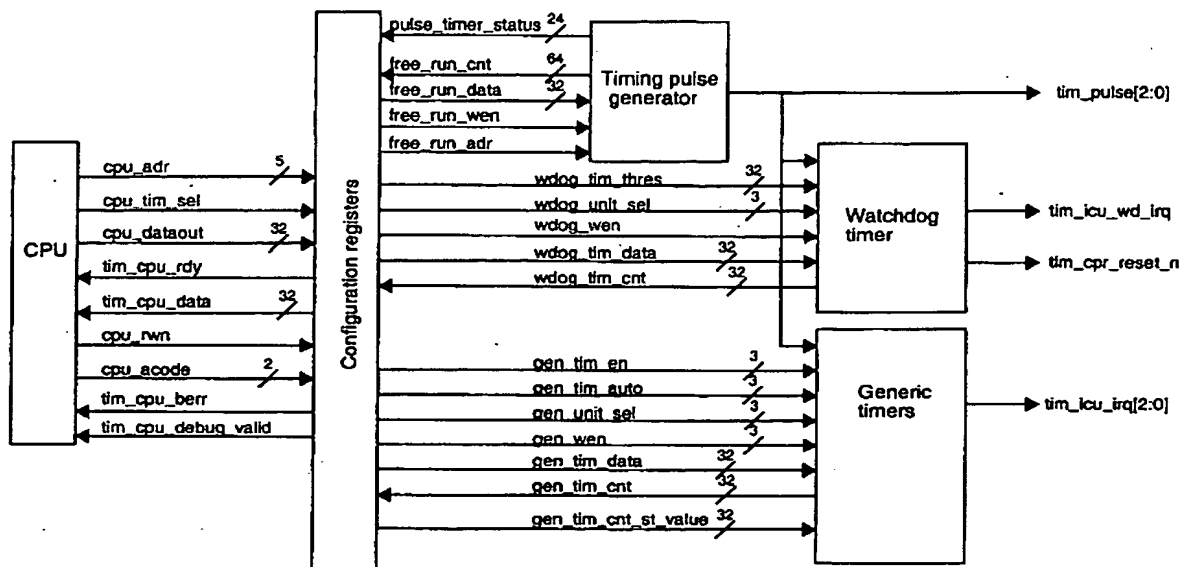 pulse_timer_status 24
free_run_cnt 64
free_run_data 32
free_run_wen
free_run_adr
Timing pulse
generator
tim_pulse[2:0]
CPU
cpu_adr 5
cpu_tim_sel
cpu_dataout 32
tim_cpu_rdy
tim_cpu_data 32
cpu_rwn
cpu_acode 2
tim_cpu_berr
tim_cpu_debug_valid
Configuration registers
wdog_tim_thres 32
wdog_unit_sel 3
wdog_wen
wdog_tim_data 32
wdog_tim_cnt 32
Watchdog
timer
tim_icu_wd_irq
tim_cpr_reset_n
gen_tim_en 3
gen_tim_auto 3
gen_unit_sel 3
gen_wen 3
gen_tim_data 32
gen_tim_cnt 32
gen_tim_cnt_st_value 32
Generic
timers
tim_icu_irq[2:0]